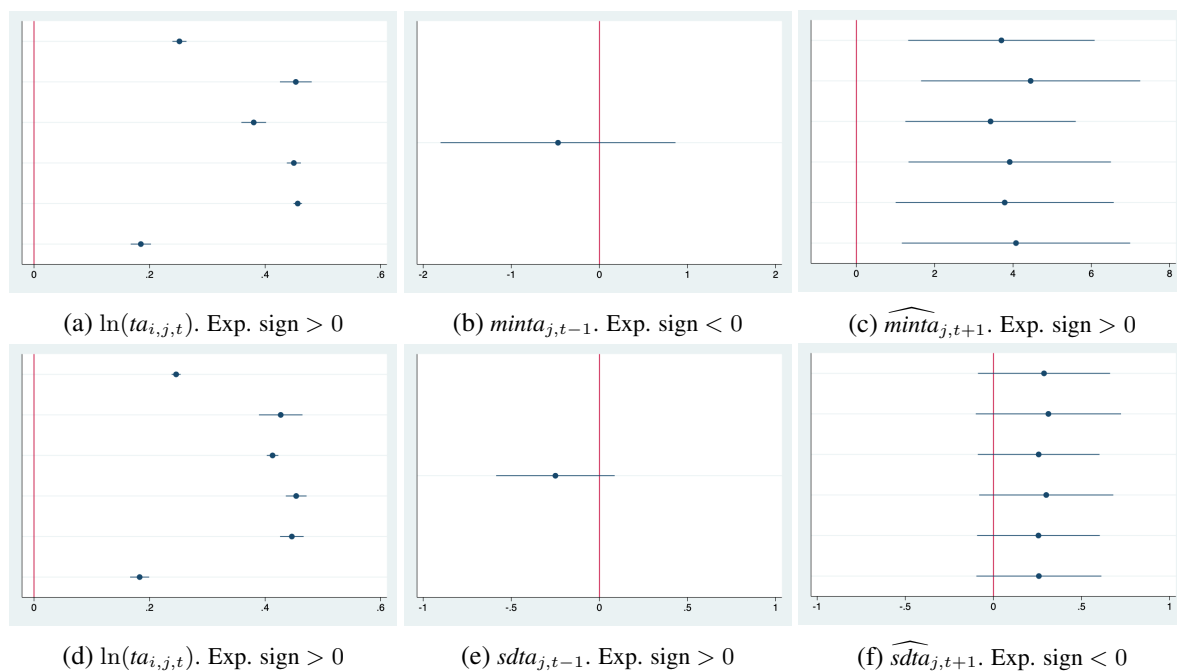 0 .2 .4 .6
-2 -1 0 1 2
0 2 4 6 8
(a) ln(ta_{i,j,t}). Exp. sign > 0
(b) minta_{j,t−1}. Exp. sign < 0
(c) \widehat{minta}_{j,t+1}. Exp. sign > 0
0 .2 .4 .6
-1 -.5 0 .5 1
-1 -.5 0 .5 1
(d) ln(ta_{i,j,t}). Exp. sign > 0
(e) sdta_{j,t−1}. Exp. sign > 0
(f) \widehat{sdta}_{j,t+1}. Exp. sign < 0